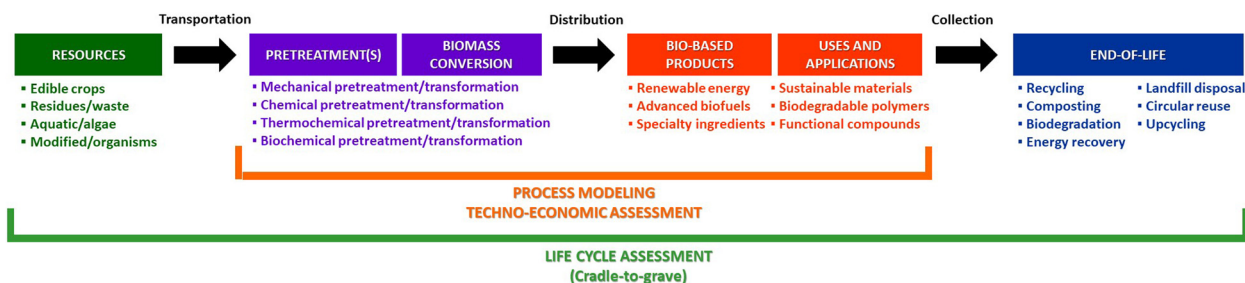 Transportation
Distribution
Collection
RESOURCES
PRETREATMENT(S)
BIOMASS
CONVERSION
BIO-BASED
PRODUCTS
USES AND
APPLICATIONS
END-OF-LIFE
▪ Edible crops
▪ Residues/waste
▪ Aquatic/algae
▪ Modified/organisms
▪ Mechanical pretreatment/transformation
▪ Chemical pretreatment/transformation
▪ Thermochemical pretreatment/transformation
▪ Biochemical pretreatment/transformation
▪ Renewable energy
▪ Advanced biofuels
▪ Specialty ingredients
▪ Sustainable materials
▪ Biodegradable polymers
▪ Functional compounds
▪ Recycling
▪ Composting
▪ Biodegradation
▪ Energy recovery
▪ Landfill disposal
▪ Circular reuse
▪ Upcycling
PROCESS MODELING
TECHNO-ECONOMIC ASSESSMENT
LIFE CYCLE ASSESSMENT
(Cradle-to-grave)